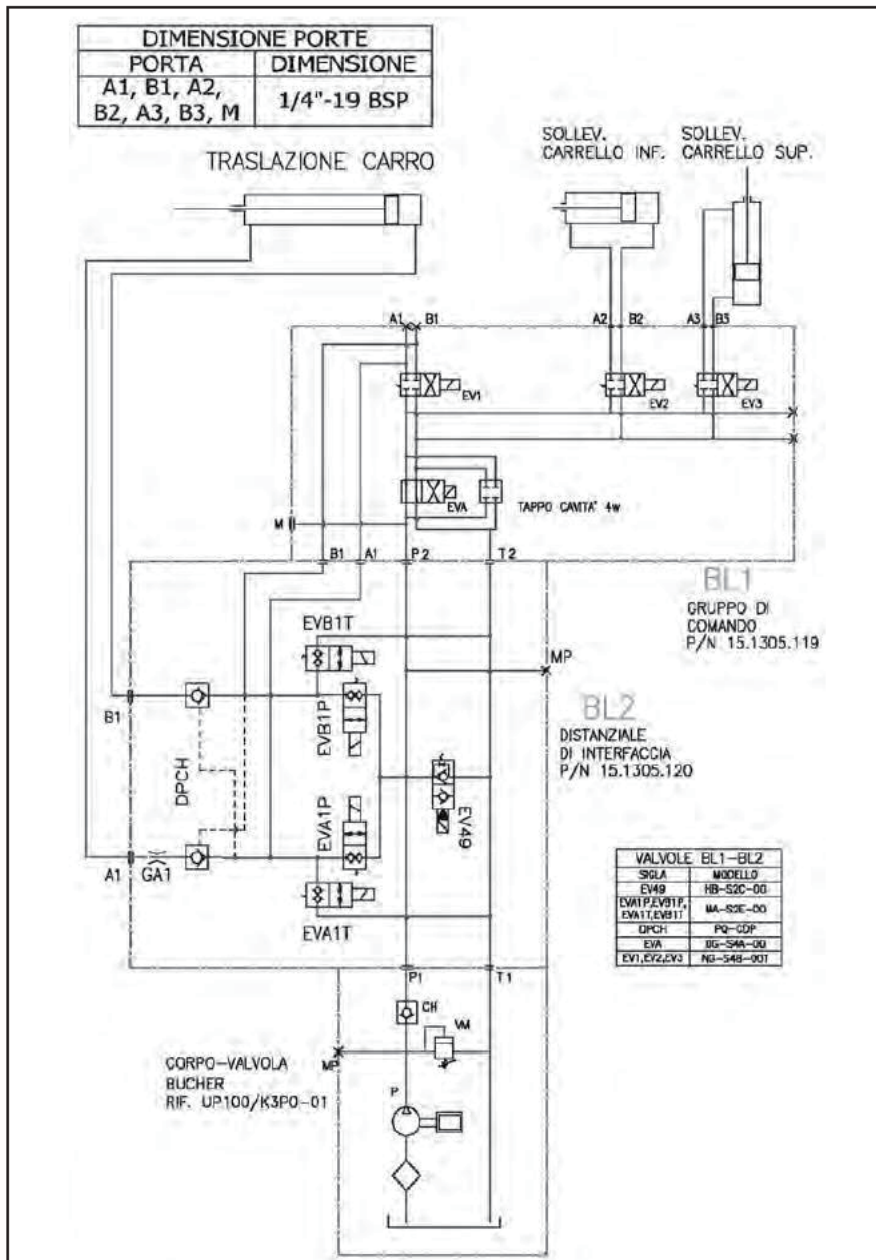 DIMENSIONE PORTE
PORTA DIMENSIONE
A1, B1, A2,
B2, A3, B3, M
1/4"-19 BSP
TRASLAZIONE CARRO
SOLLEV.
CARRELLO INF.
SOLLEV.
CARRELLO SUP.
A1 B1 A2 B2 A3 B3
EV1 EV2 EV3
EVA
TAPPO CAVITA' 4w
M
B1 A1 P2 T2
BL1
GRUPPO DI
COMANDO
P/N 15.1305.119
EVB1T
MP
BL2
DISTANZIALE
DI INTERFACCIA
P/N 15.1305.120
B1
EVB1P
DPCH
EVA1P
EV49
A1 GA1
EVA1T
VALVOLE BL1-BL2
SIGLA MODELLO
EV49 HB-S2C-00
EVA1P,EVB1P,
EVA1T,EVB1T
MA-S2E-00
DPCH PQ-CDP
EVA DG-S4A-00
EV1,EV2,EV3 NG-S4B-001
P1 T1
CH
VM
MP
CORPO-VALVOLA
BUCHER
RIF. UP100/K3P0-01
P